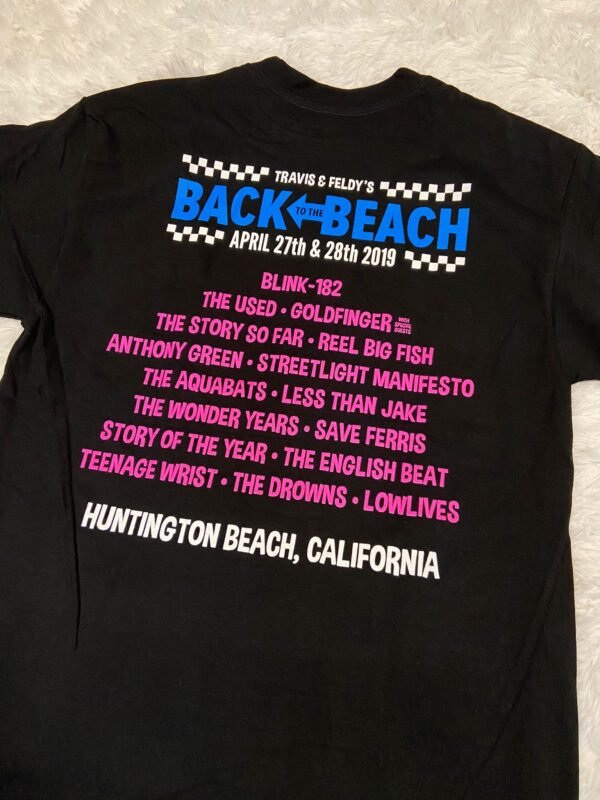 TRAVIS & FELDY'S
BACK TO THE BEACH
APRIL 27th & 28th 2019
BLINK-182
THE USED • GOLDFINGER WITH SPECIAL GUESTS
THE STORY SO FAR • REEL BIG FISH
ANTHONY GREEN • STREETLIGHT MANIFESTO
THE AQUABATS • LESS THAN JAKE
THE WONDER YEARS • SAVE FERRIS
STORY OF THE YEAR • THE ENGLISH BEAT
TEENAGE WRIST • THE DROWNS • LOWLIVES
HUNTINGTON BEACH, CALIFORNIA